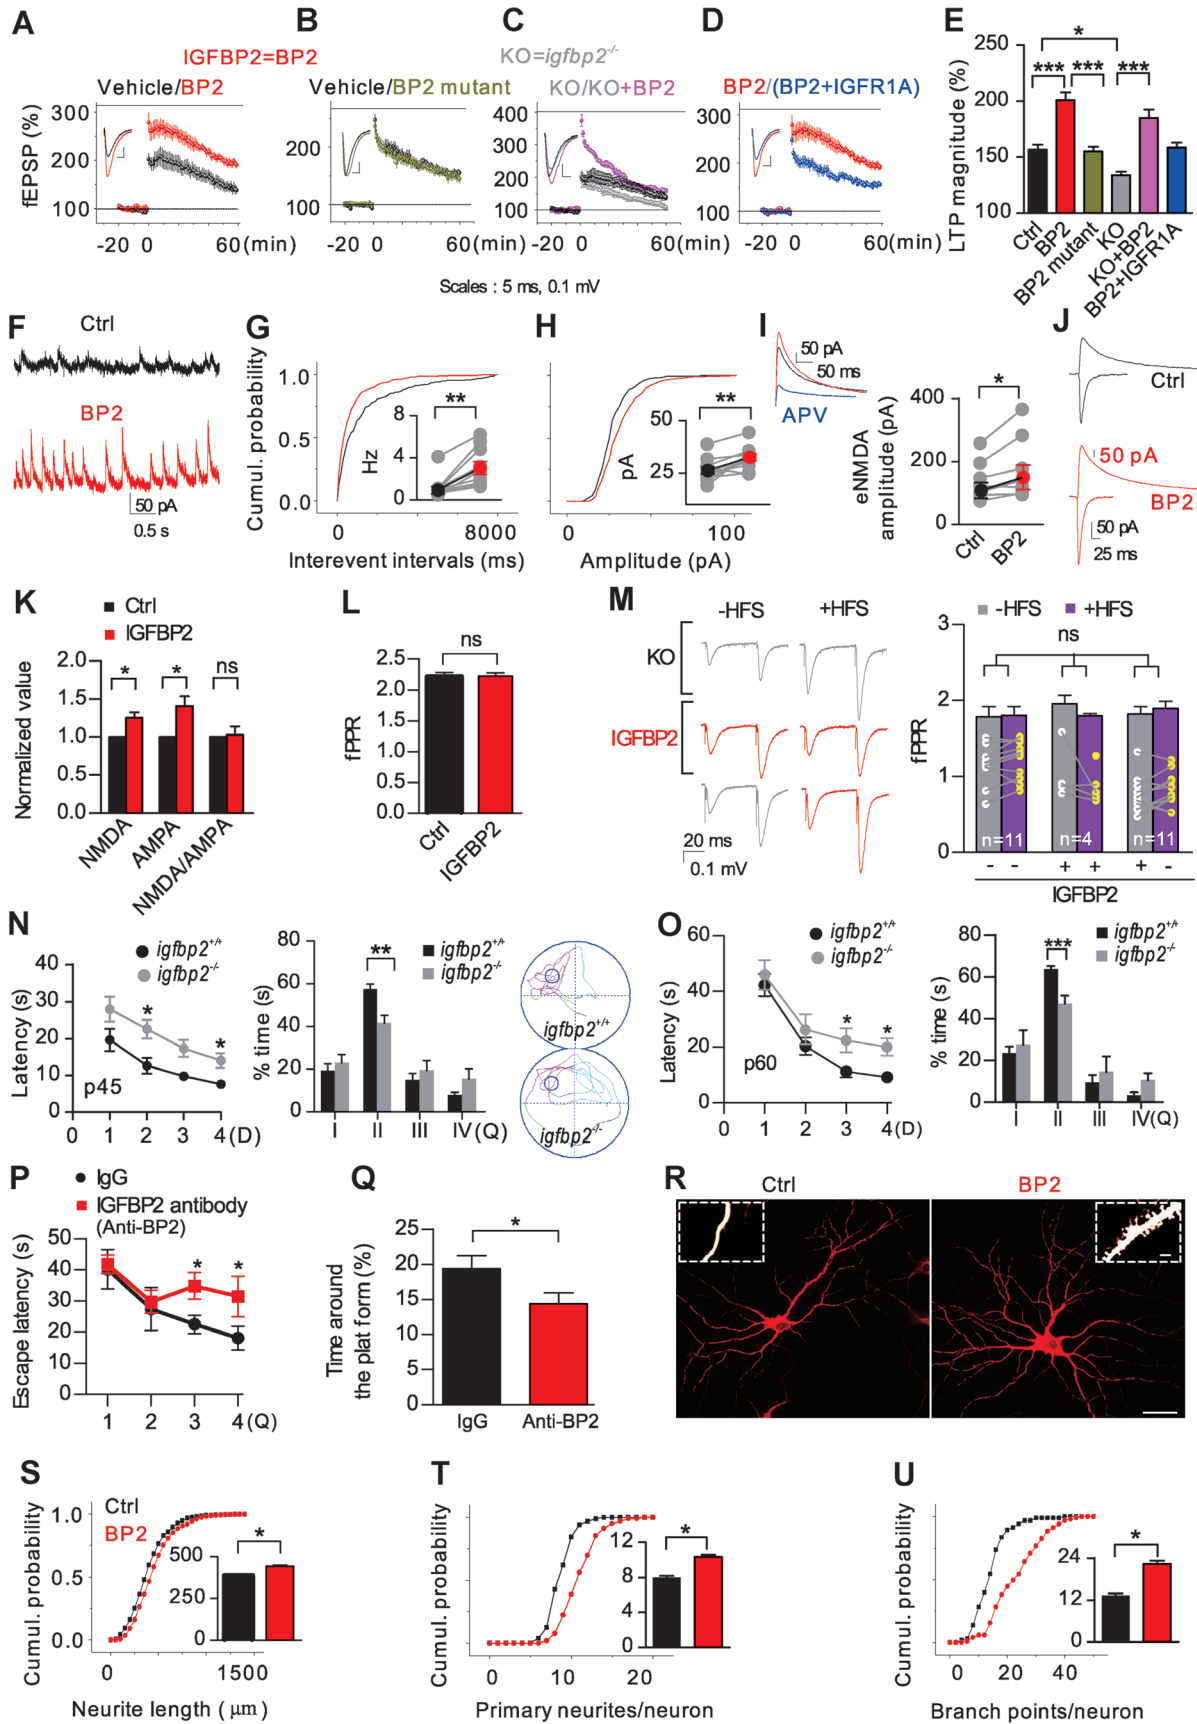 A
B
C
D
E
IGFBP2=BP2
KO=igfbp2-/-
Vehicle/BP2
Vehicle/BP2 mutant
KO/KO+BP2
BP2/(BP2+IGFR1A)
fEPSP (%)
300
200
100
-20 0 60(min)
200
100
-20 0 60(min)
400
300
200
100
-20 0 60(min)
300
200
100
-20 0 60(min)
Scales : 5 ms, 0.1 mV
LTP magnitude (%)
250
200
150
100
*
*** *** ***
Ctrl
BP2
BP2 mutant
KO
KO+BP2
BP2+IGFR1A
F
Ctrl
BP2
50 pA
0.5 s
G
Cumul. probability
1.0
0.5
0.0
0 8000
Interevent intervals (ms)
Hz
8
4
0
**
H
0 100
Amplitude (pA)
pA
50
25
**
I
50 pA
50 ms
APV
eNMDA
amplitude (pA)
400
200
0
*
Ctrl
BP2
J
Ctrl
50 pA
BP2
50 pA
25 ms
K
Ctrl
IGFBP2
Normalized value
2.0
1.5
1.0
0.5
0.0
* * ns
NMDA
AMPA
NMDA/AMPA
L
fPPR
2.5
2.0
1.5
1.0
0.5
0.0
ns
Ctrl
IGFBP2
M
-HFS +HFS
KO
IGFBP2
20 ms
0.1 mV
-HFS +HFS
fPPR
3
2
1
0
ns
n=11 n=4 n=11
- - + + + -
IGFBP2
N
igfbp2+/+
igfbp2-/-
Latency (s)
40
30
20
10
0
* *
p45
0 1 2 3 4(D)
% time (s)
80
60
40
20
0
**
igfbp2+/+
igfbp2-/-
I II III IV(Q)
igfbp2+/+
igfbp2-/-
O
igfbp2+/+
igfbp2-/-
Latency (s)
60
40
20
0
* *
p60
0 1 2 3 4(D)
% time (s)
80
60
40
20
0
***
igfbp2+/+
igfbp2-/-
I II III IV(Q)
P
IgG
IGFBP2 antibody
(Anti-BP2)
Escape latency (s)
50
40
30
20
10
0
* *
1 2 3 4(Q)
Q
Time around
the plat form (%)
25
20
15
10
5
0
*
IgG Anti-BP2
R
Ctrl
BP2
S
Cumul. probability
1.0
0.5
0.0
Ctrl
BP2
500
250
0
*
0 1500
Neurite length ( μm)
T
Cumul. probability
12
8
4
0
*
0 10 20
Primary neurites/neuron
U
Cumul. probability
24
12
0
*
0 20 40
Branch points/neuron